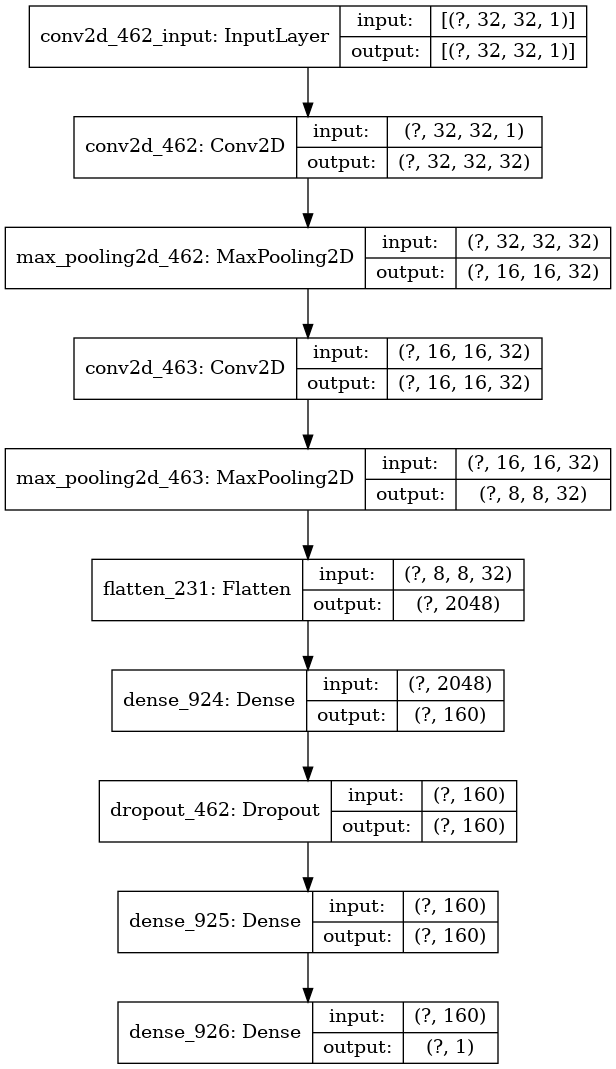 conv2d_462_input: InputLayer input: [(?, 32, 32, 1)]
output: [(?, 32, 32, 1)]
conv2d_462: Conv2D input: (?, 32, 32, 1)
output: (?, 32, 32, 32)
max_pooling2d_462: MaxPooling2D input: (?, 32, 32, 32)
output: (?, 16, 16, 32)
conv2d_463: Conv2D input: (?, 16, 16, 32)
output: (?, 16, 16, 32)
max_pooling2d_463: MaxPooling2D input: (?, 16, 16, 32)
output: (?, 8, 8, 32)
flatten_231: Flatten input: (?, 8, 8, 32)
output: (?, 2048)
dense_924: Dense input: (?, 2048)
output: (?, 160)
dropout_462: Dropout input: (?, 160)
output: (?, 160)
dense_925: Dense input: (?, 160)
output: (?, 160)
dense_926: Dense input: (?, 160)
output: (?, 1)